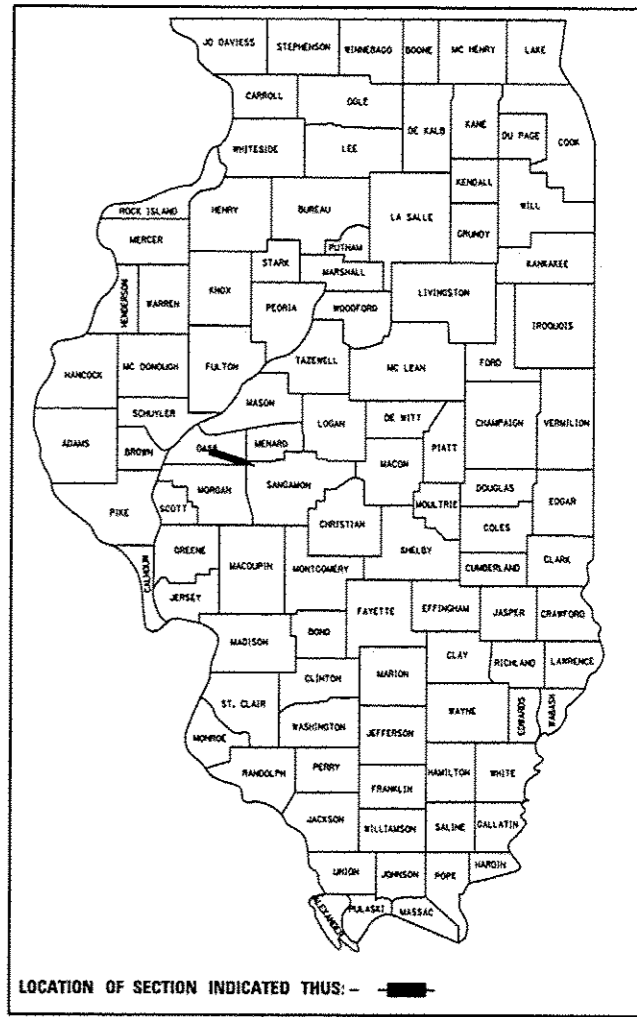 JO DAVIESS STEPHENSON WINNEBAGO BOONE MC HENRY LAKE
CARROLL OGLE DE KALB KANE DU PAGE COOK
WHITESIDE LEE
KENDALL WILL
ROCK ISLAND HENRY BUREAU LA SALLE
MERCER PUTNAM GRUNDY
STARK MARSHALL KANKAKEE
HENDERSON WARREN KNOX PEORIA WOODFORD LIVINGSTON
IROQUOIS
HANCOCK MC DONOUGH FULTON TAZEWELL MC LEAN FORD
MASON
SCHUYLER LOGAN DE WITT CHAMPAIGN VERMILION
ADAMS BROWN CASS MENARD PIATT
MACON
MORGAN SANGAMON DOUGLAS
PIKE SCOTT MOULTRIE EDGAR
CHRISTIAN COLES
GREENE SHELBY
CALHOUN MACOUPIN MONTGOMERY CUMBERLAND CLARK
JERSEY
FAYETTE EFFINGHAM JASPER CRAWFORD
MADISON BOND
CLAY RICHLAND LAWRENCE
CLINTON MARION
ST. CLAIR WAYNE EDWARDS WABASH
WASHINGTON JEFFERSON
MONROE
PERRY HAMILTON WHITE
RANDOLPH FRANKLIN
JACKSON WILLIAMSON SALINE GALLATIN
UNION JOHNSON POPE HARDIN
ALEXANDER PULASKI MASSAC
LOCATION OF SECTION INDICATED THUS: -